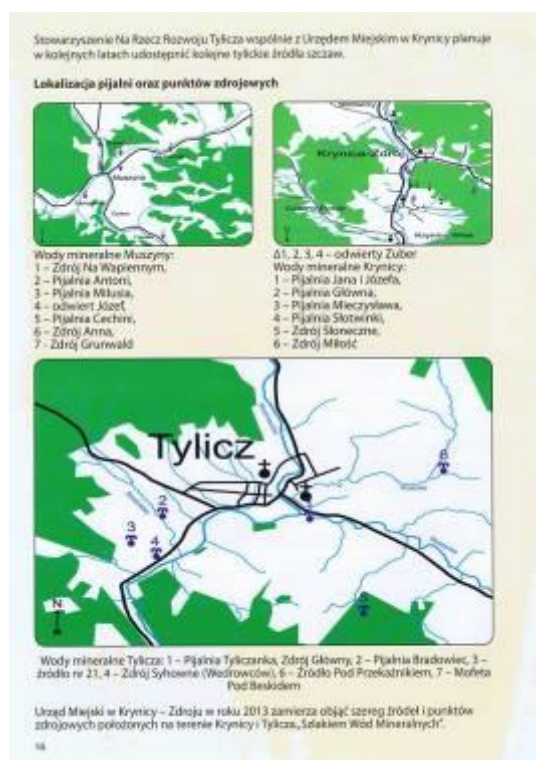 Stowarzyszenie Na Rzecz Rozwoju Tylicza wspólnie z Urzędem Miejskim w Krynicy planuje
w kolejnych latach udostępnić kolejne tylickie źródła szczaw.
Lokalizacja pijalni oraz punktów zdrojowych
Muszyna
Krynica-Zdrój
Wody mineralne Muszyny:
1 – Zdrój Na Wapiennym,
2 – Pijalnia Antoni,
3 – Pijalnia Milusia,
4 – odwiert Józef,
5 – Pijalnia Cechini,
6 – Zdrój Anna,
7 - Zdrój Grunwald
Δ1, 2, 3, 4 – odwierty Zuber
Wody mineralne Krynicy:
1 – Pijalnia Jana i Józefa,
2 – Pijalnia Główna,
3 – Pijalnia Mieczysława,
4 – Pijalnia Słotwinki,
5 – Zdrój Słoneczne,
6 – Zdrój Miłość
Tylicz
2
3
4
6
N
Wody mineralne Tylicza: 1 – Pijalnia Tyliczanka, Zdrój Główny, 2 – Pijalnia Bradowiec, 3 –
źródło nr 21, 4 – Zdrój Syhowne (Wędrowców), 6 – Źródło Pod Przekaźnikiem, 7 – Mofeta
Pod Beskidem
Urząd Miejski w Krynicy – Zdroju w roku 2013 zamierza objąć szereg źródeł i punktów
zdrojowych położonych na terenie Krynicy i Tylicza „Szlakiem Wód Mineralnych”.
16